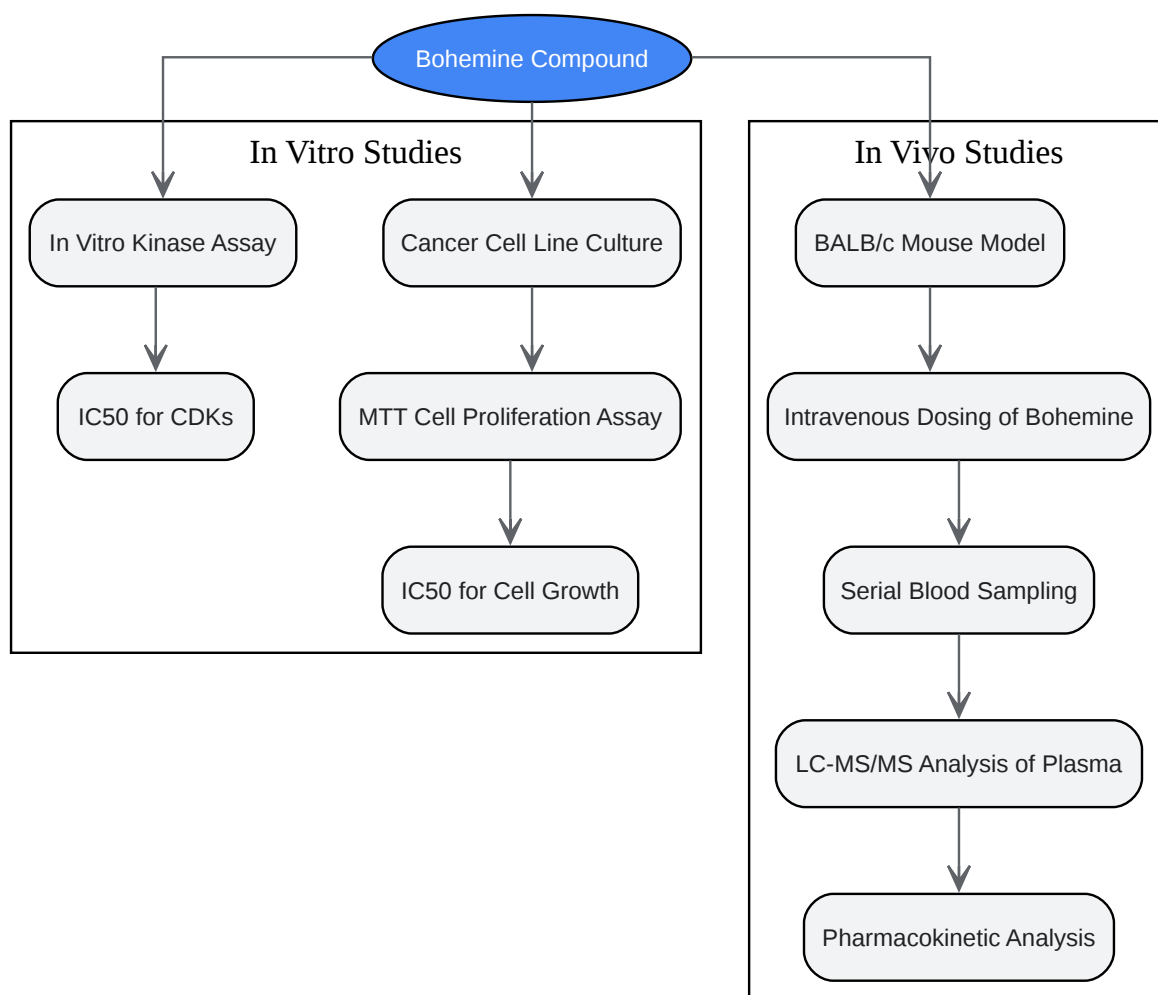 Bohemine Compound
In Vitro Studies
In Vitro Kinase Assay
Cancer Cell Line Culture
IC50 for CDKs
MTT Cell Proliferation Assay
IC50 for Cell Growth
In Vivo Studies
BALB/c Mouse Model
Intravenous Dosing of Bohemine
Serial Blood Sampling
LC-MS/MS Analysis of Plasma
Pharmacokinetic Analysis